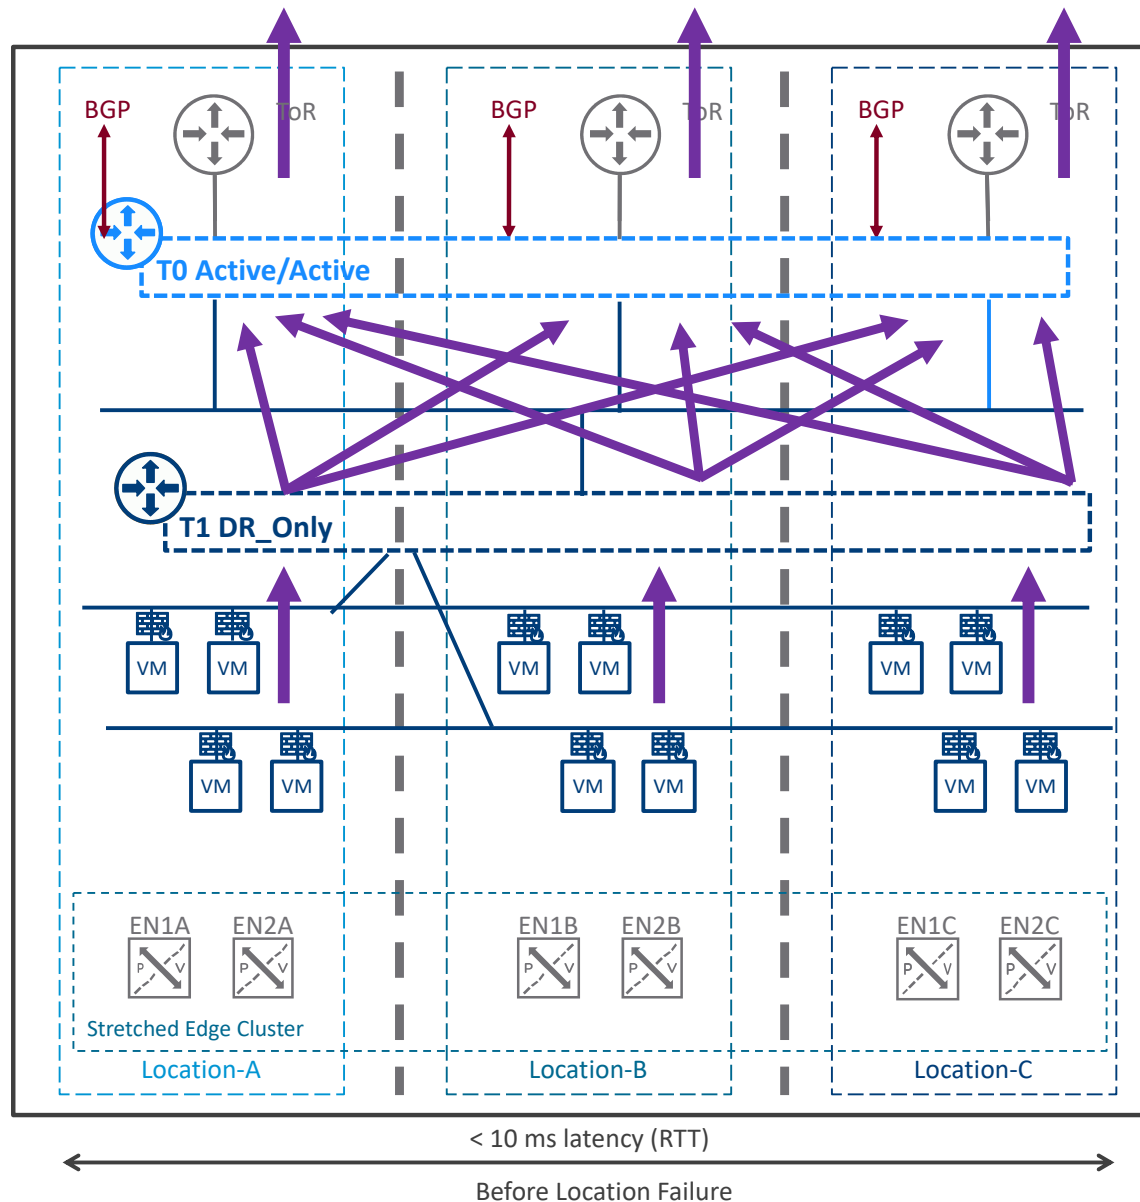 BGP
ToR
BGP
ToR
BGP
ToR
T0 Active/Active
T1 DR_Only
VM
VM
VM
VM
VM
VM
VM
VM
VM
VM
VM
VM
EN1A
EN2A
EN1B
EN2B
EN1C
EN2C
P
V
P
V
P
V
P
V
P
V
P
V
Stretched Edge Cluster
Location-A
Location-B
Location-C
< 10 ms latency (RTT)
Before Location Failure